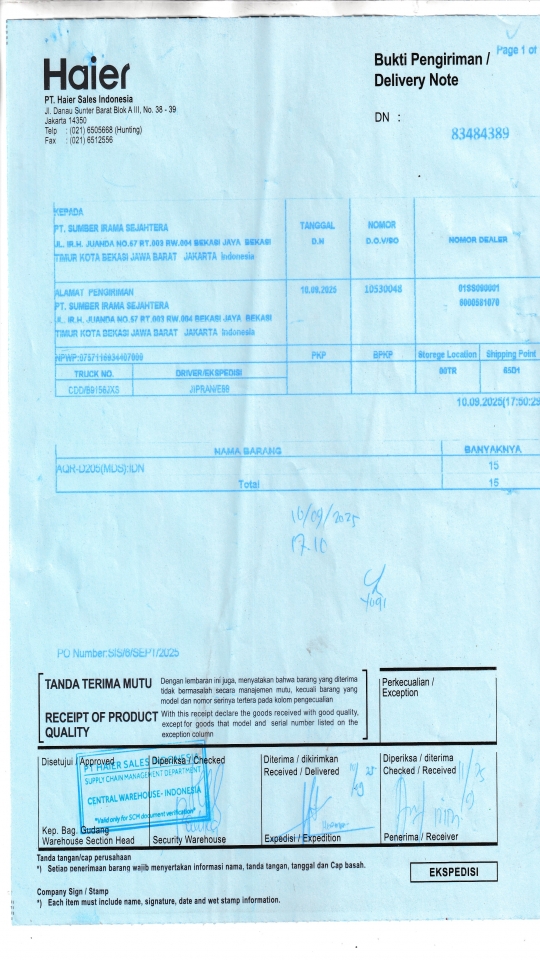 Page 1 of
Haier
Bukti Pengiriman /
Delivery Note
PT. Haier Sales Indonesia
Jl. Danau Sunter Barat Blok A III, No. 38 - 39
Jakarta 14350
Telp : (021) 6505668 (Hunting)
Fax : (021) 6512556
DN :
83484389
KEPADA
PT. SUMBER IRAMA SEJAHTERA
JL. IR.H. JUANDA NO.67 RT.003 RW.004 BEKASI JAYA BEKASI
TIMUR KOTA BEKASI JAWA BARAT JAKARTA Indonesia
TANGGAL
D.N
NOMOR
D.O.V/SO
NOMOR DEALER
ALAMAT PENGIRIMAN
PT. SUMBER IRAMA SEJAHTERA
JL. IR.H. JUANDA NO.67 RT.003 RW.004 BEKASI JAYA BEKASI
TIMUR KOTA BEKASI JAWA BARAT JAKARTA Indonesia
10.09.2025
10530048
PKP
Storege Location
Shipping Point
TRUCK NO.
DRIVER/EKSPEDISI
00TR
65D1
JIPRAN/E69
10.09.2025(17:50:29
NAMA BARANG
BANYAKNYA
AQR-D205(MDS):IDN
15
Total
15
10/09/2025
17.10
Yogi
PO Number:SIS/6/SEPT/2025
TANDA TERIMA MUTU
Dengan lembaran ini juga, menyatakan bahwa barang yang diterima
tidak bermasalah secara manajemen mutu, kecuali barang yang
model dan nomor serinya tertera pada kolom pengecualian
RECEIPT OF PRODUCT
QUALITY
With this receipt declare the goods received with good quality,
except for goods that model and serial number listed on the
exception column
Perkecualian /
Exception
Disetujui / Approved
Diperiksa / Checked
Diterima / dikirimkan
Received / Delivered
Diperiksa / diterima
Checked / Received
PT HAIER SALES INDONESIA
SUPPLY CHAIN MANAGEMENT DEPARTMENT
CENTRAL WAREHOUSE- INDONESIA
*Valid only for SCM document verification*
Kep. Bag. Gudang
Warehouse Section Head
Security Warehouse
Expedisi / Expedition
Penerima / Receiver
Tanda tangan/cap perusahaan
*) Setiap penerimaan barang wajib menyertakan informasi nama, tanda tangan, tanggal dan Cap basah.
EKSPEDISI
Company Sign / Stamp
*) Each item must include name, signature, date and wet stamp information.